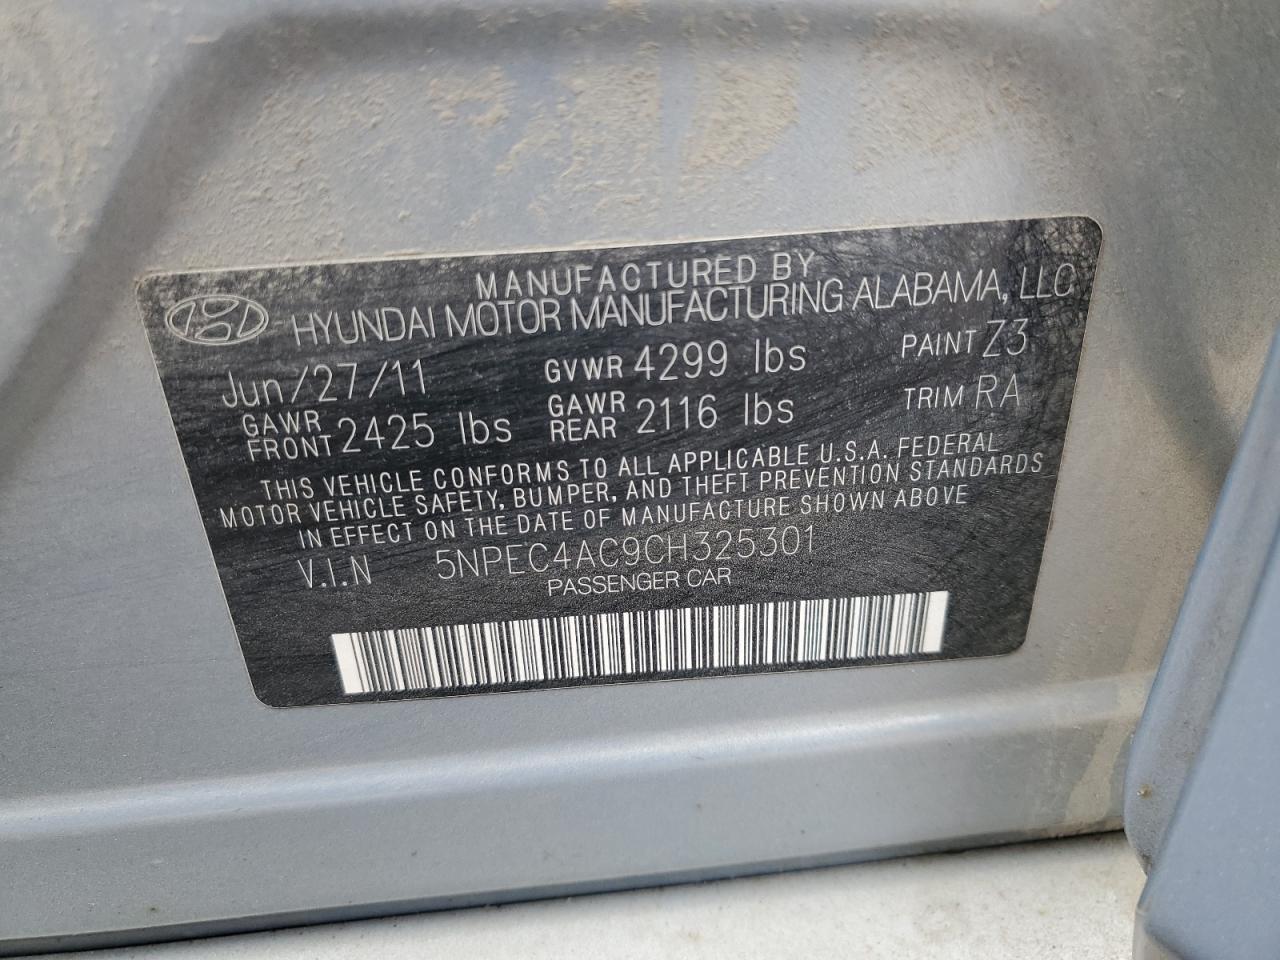 MANUFACTURED BY
HYUNDAI MOTOR MANUFACTURING ALABAMA, LLC
Jun/27/11 GVWR 4299 lbs PAINT Z3
GAWR FRONT 2425 lbs GAWR REAR 2116 lbs TRIM RA
THIS VEHICLE CONFORMS TO ALL APPLICABLE U.S.A. FEDERAL
MOTOR VEHICLE SAFETY, BUMPER, AND THEFT PREVENTION STANDARDS
IN EFFECT ON THE DATE OF MANUFACTURE SHOWN ABOVE
V.I.N 5NPEC4AC9CH325301
PASSENGER CAR